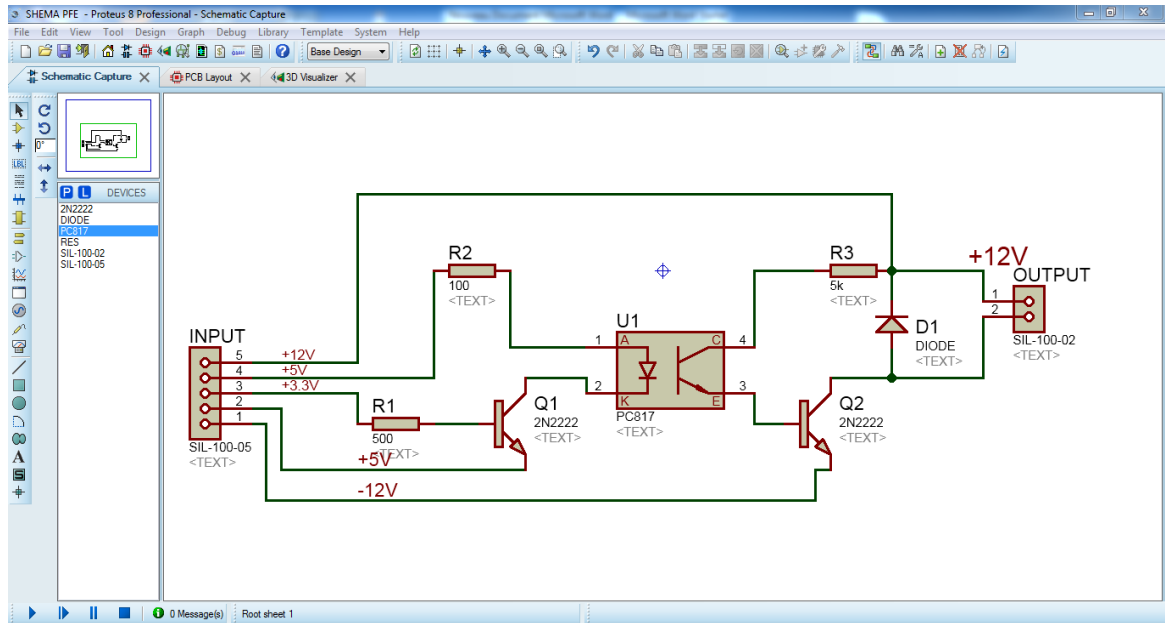 SHEMA PFE - Proteus 8 Professional - Schematic Capture
File Edit View Tool Design Graph Debug Library Template System Help
Base Design
Schematic Capture
PCB Layout
3D Visualizer
0°
LBL
P L DEVICES
2N2222
DIODE
PC817
RES
SIL-100-02
SIL-100-05
A
S
INPUT
5
4
3
2
1
SIL-100-05
<TEXT>
+12V
+5V
+3.3V
+5V
-12V
R2
100
<TEXT>
R1
500
<TEXT>
Q1
2N2222
<TEXT>
U1
1 A C 4
2 K E 3
PC817
<TEXT>
R3
5k
<TEXT>
D1
DIODE
<TEXT>
Q2
2N2222
<TEXT>
+12V
OUTPUT
1
2
SIL-100-02
<TEXT>
0 Message(s) Root sheet 1